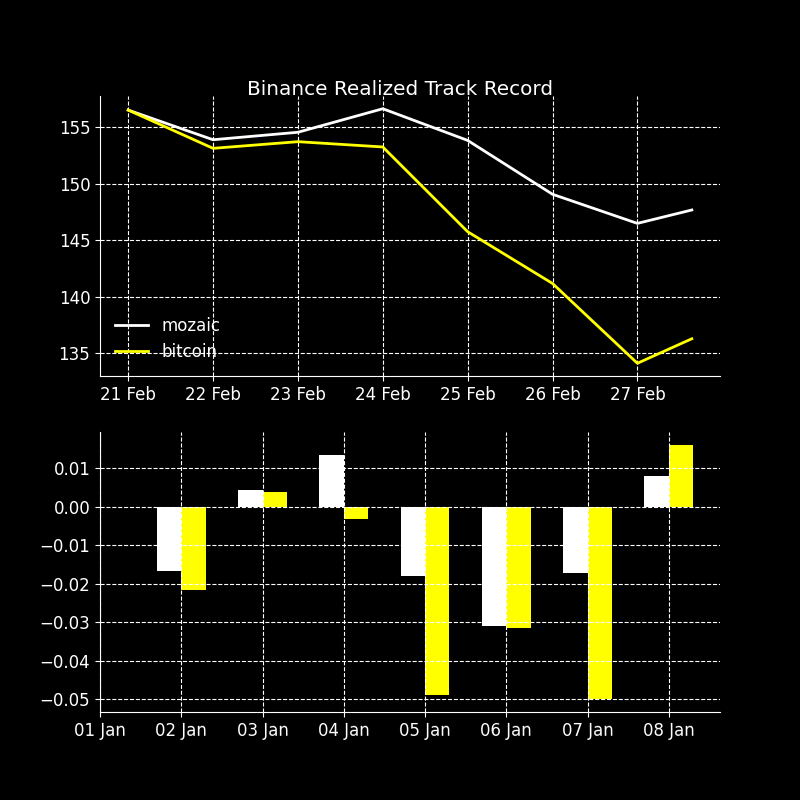 Binance Realized Track Record
155
150
145
140
135
mozaic
bitcoin
21 Feb 22 Feb 23 Feb 24 Feb 25 Feb 26 Feb 27 Feb
0.01
0.00
−0.01
−0.02
−0.03
−0.04
−0.05
01 Jan 02 Jan 03 Jan 04 Jan 05 Jan 06 Jan 07 Jan 08 Jan